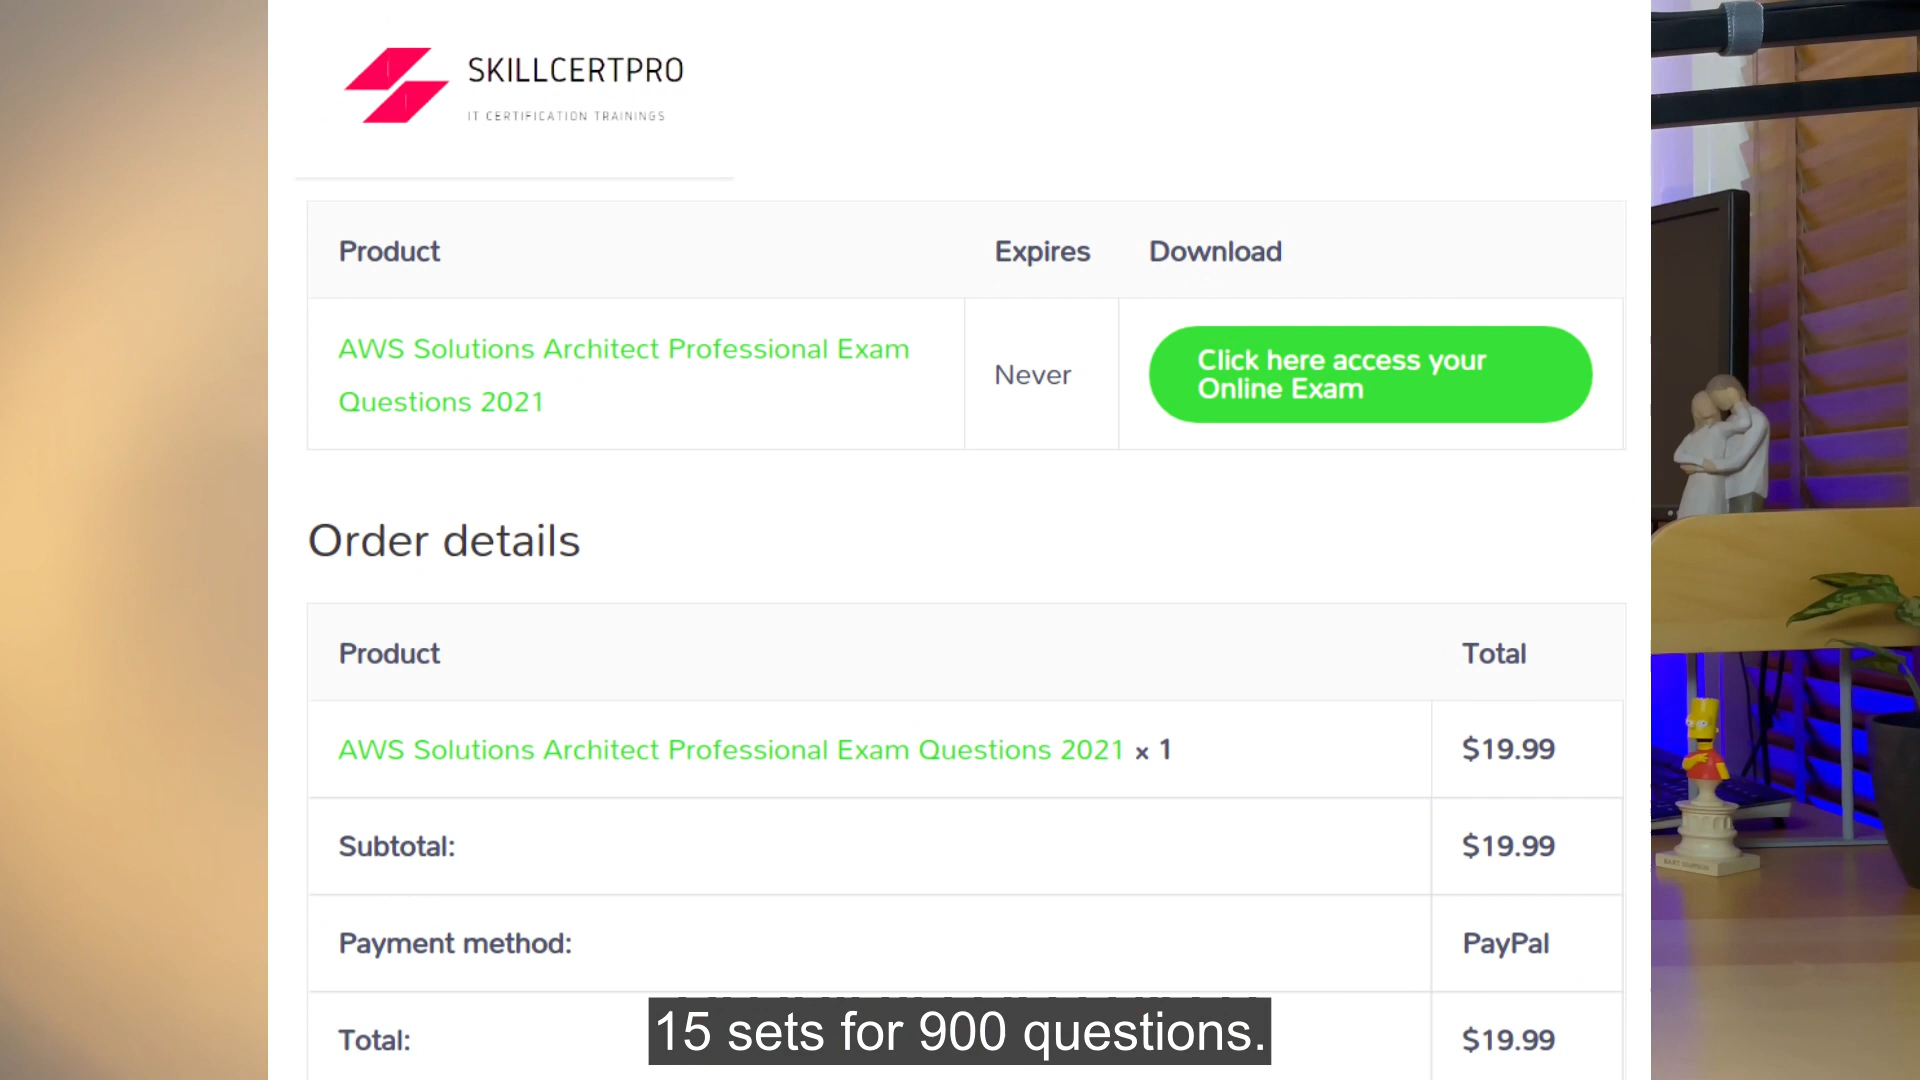 SKILLCERTPRO
IT CERTIFICATION TRAININGS
Product Expires Download
AWS Solutions Architect Professional Exam
Questions 2021
Never
Click here access your
Online Exam
Order details
Product Total
AWS Solutions Architect Professional Exam Questions 2021 × 1 $19.99
Subtotal: $19.99
Payment method: PayPal
Total: $19.99
15 sets for 900 questions.
BART SIMPSON